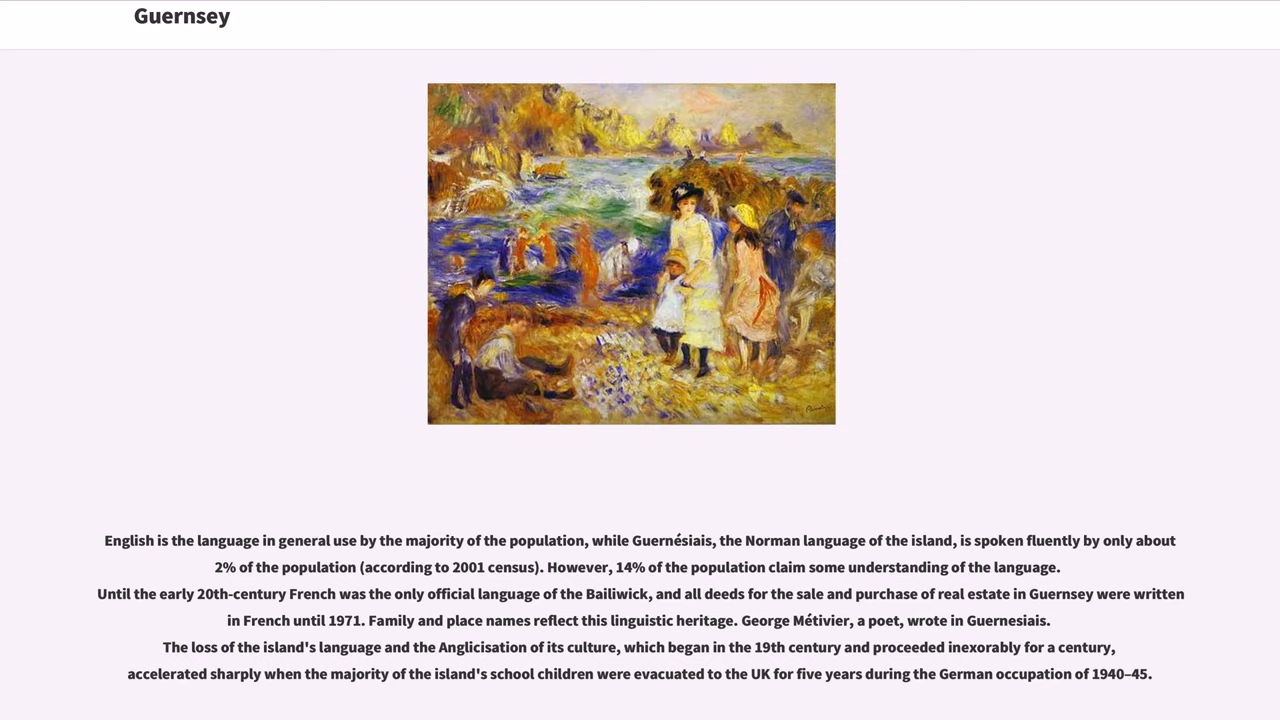 Guernsey
English is the language in general use by the majority of the population, while Guernésiais, the Norman language of the island, is spoken fluently by only about
2% of the population (according to 2001 census). However, 14% of the population claim some understanding of the language.
Until the early 20th-century French was the only official language of the Bailiwick, and all deeds for the sale and purchase of real estate in Guernsey were written
in French until 1971. Family and place names reflect this linguistic heritage. George Métivier, a poet, wrote in Guernesiais.
The loss of the island's language and the Anglicisation of its culture, which began in the 19th century and proceeded inexorably for a century,
accelerated sharply when the majority of the island's school children were evacuated to the UK for five years during the German occupation of 1940–45.